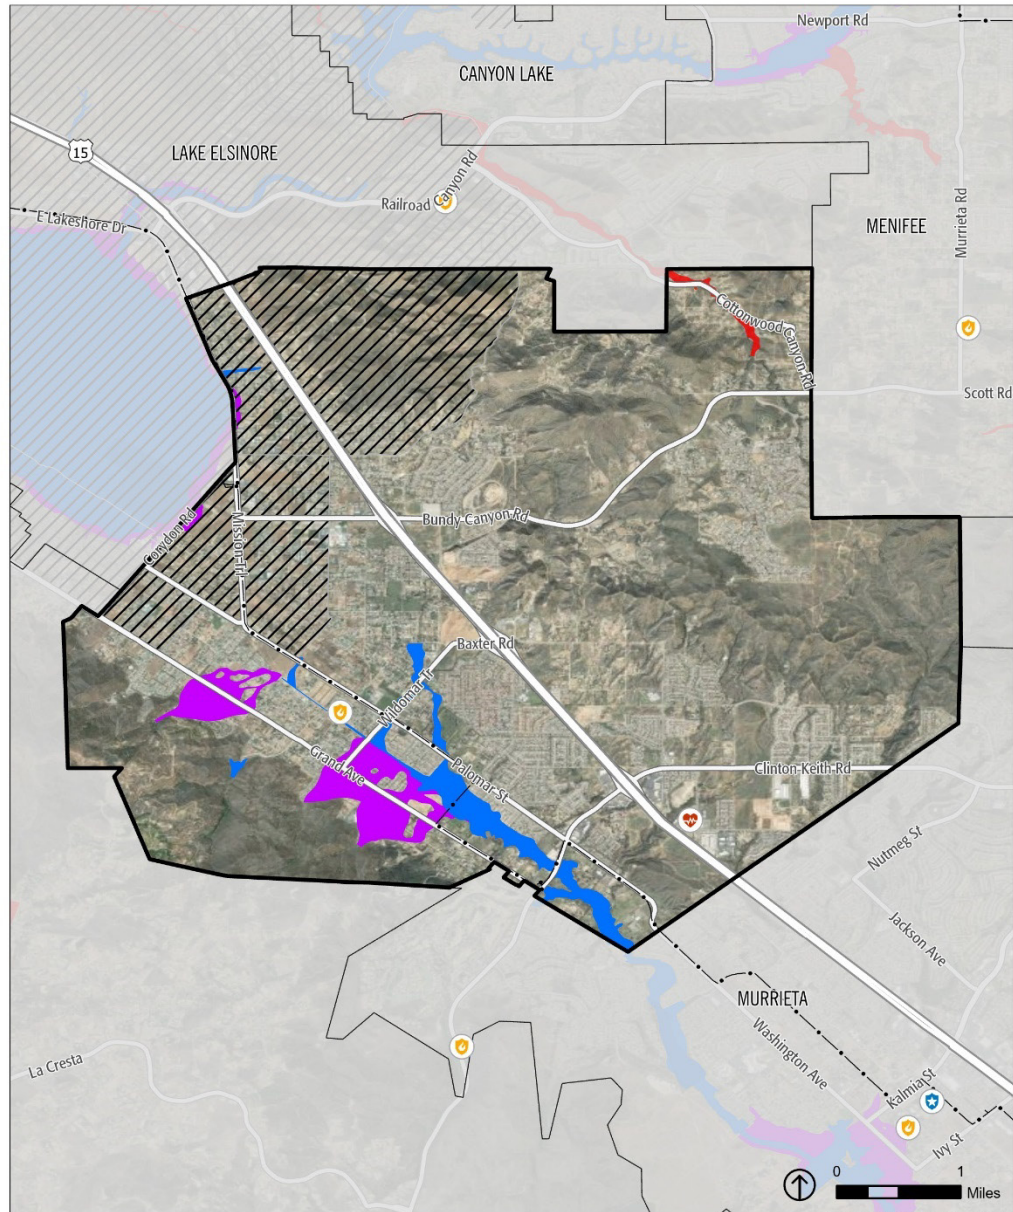 Newport Rd
CANYON LAKE
15
LAKE ELSINORE
Railroad Canyon Rd
E Lakeshore Dr
MENIFEE
Murrieta Rd
Cottonwood Canyon Rd
Scott Rd
Corydon Rd
Mission Trl
Bundy Canyon Rd
Baxter Rd
Wildomar Tr
Grand Ave
Palomar St
Clinton Keith Rd
Nutmeg St
Jackson Ave
MURRIETA
La Cresta
Washington Ave
Kalmia St
Ivy St
0 1
Miles